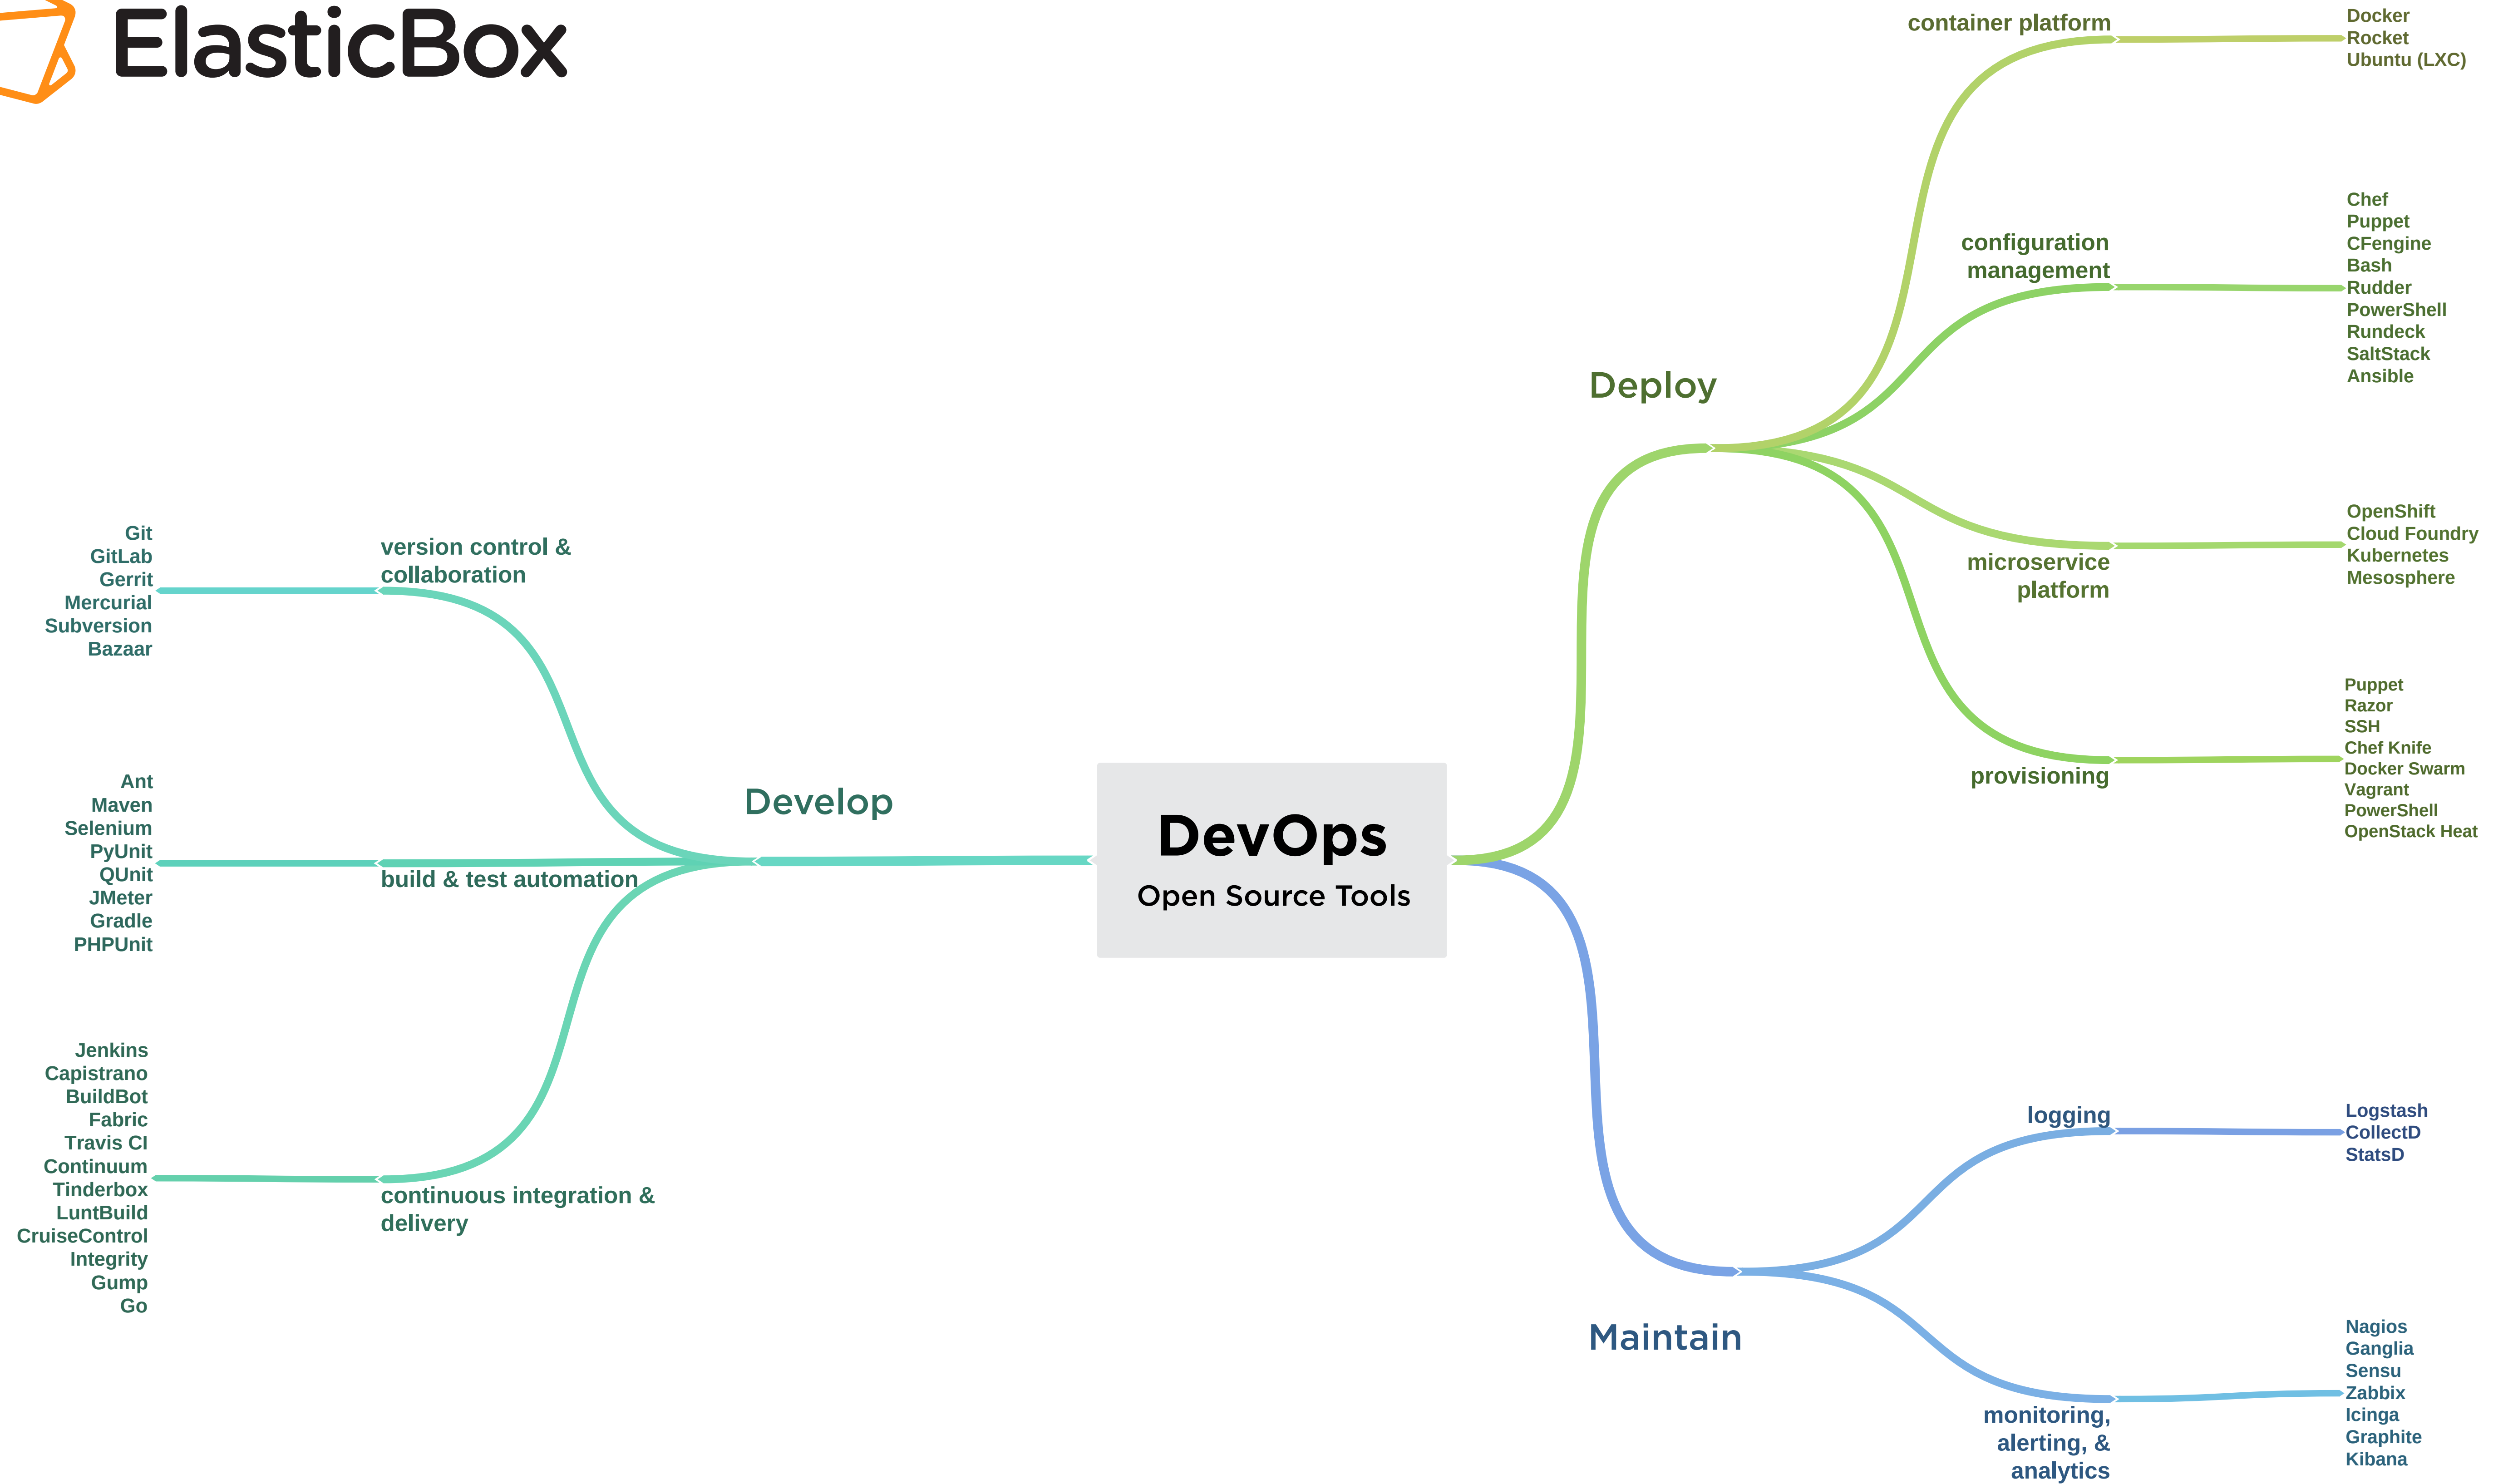 ElasticBox
DevOps
Open Source Tools
Develop
version control &
collaboration
Git
GitLab
Gerrit
Mercurial
Subversion
Bazaar
build & test automation
Ant
Maven
Selenium
PyUnit
QUnit
JMeter
Gradle
PHPUnit
continuous integration &
delivery
Jenkins
Capistrano
BuildBot
Fabric
Travis CI
Continuum
Tinderbox
LuntBuild
CruiseControl
Integrity
Gump
Go
Deploy
container platform
Docker
Rocket
Ubuntu (LXC)
configuration
management
Chef
Puppet
CFengine
Bash
Rudder
PowerShell
Rundeck
SaltStack
Ansible
microservice
platform
OpenShift
Cloud Foundry
Kubernetes
Mesosphere
provisioning
Puppet
Razor
SSH
Chef Knife
Docker Swarm
Vagrant
PowerShell
OpenStack Heat
Maintain
logging
Logstash
CollectD
StatsD
monitoring,
alerting, &
analytics
Nagios
Ganglia
Sensu
Zabbix
Icinga
Graphite
Kibana